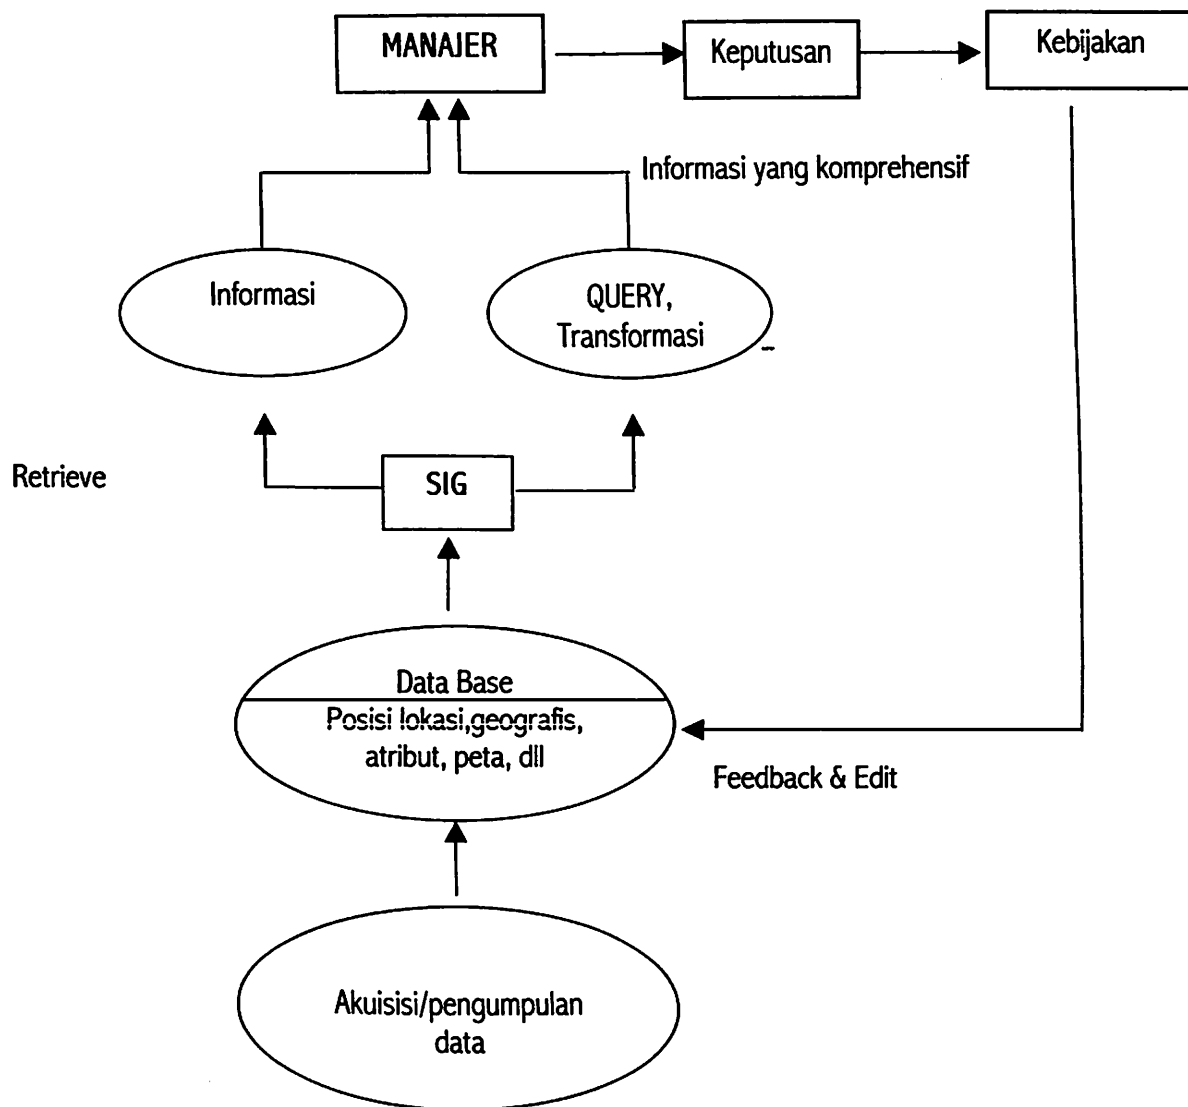 MANAJER
Keputusan
Kebijakan
Informasi yang komprehensif
Informasi
QUERY,
Transformasi
Retrieve
SIG
Data Base
Posisi lokasi,geografis,
atribut, peta, dll
Feedback & Edit
Akuisisi/pengumpulan
data